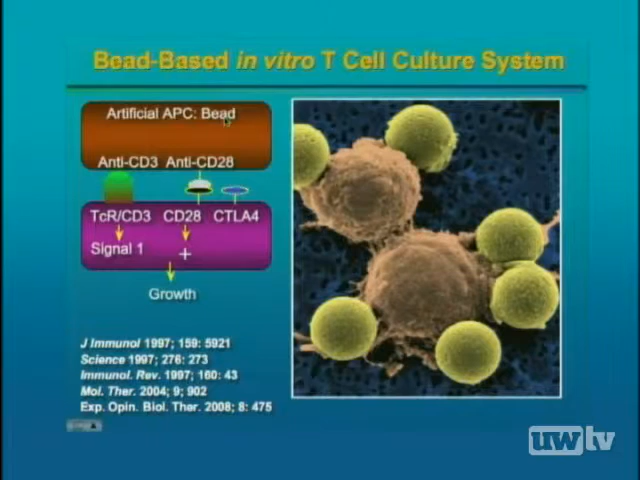 Bead-Based in vitro T Cell Culture System
Artificial APC: Bead
Anti-CD3 Anti-CD28
TcR/CD3 CD28 CTLA4
Signal 1 +
Growth
J Immunol 1997; 159: 5921
Science 1997; 276: 273
Immunol. Rev. 1997; 160: 43
Mol. Ther. 2004; 9; 902
Exp. Opin. Biol. Ther. 2008; 8: 475
uwtv